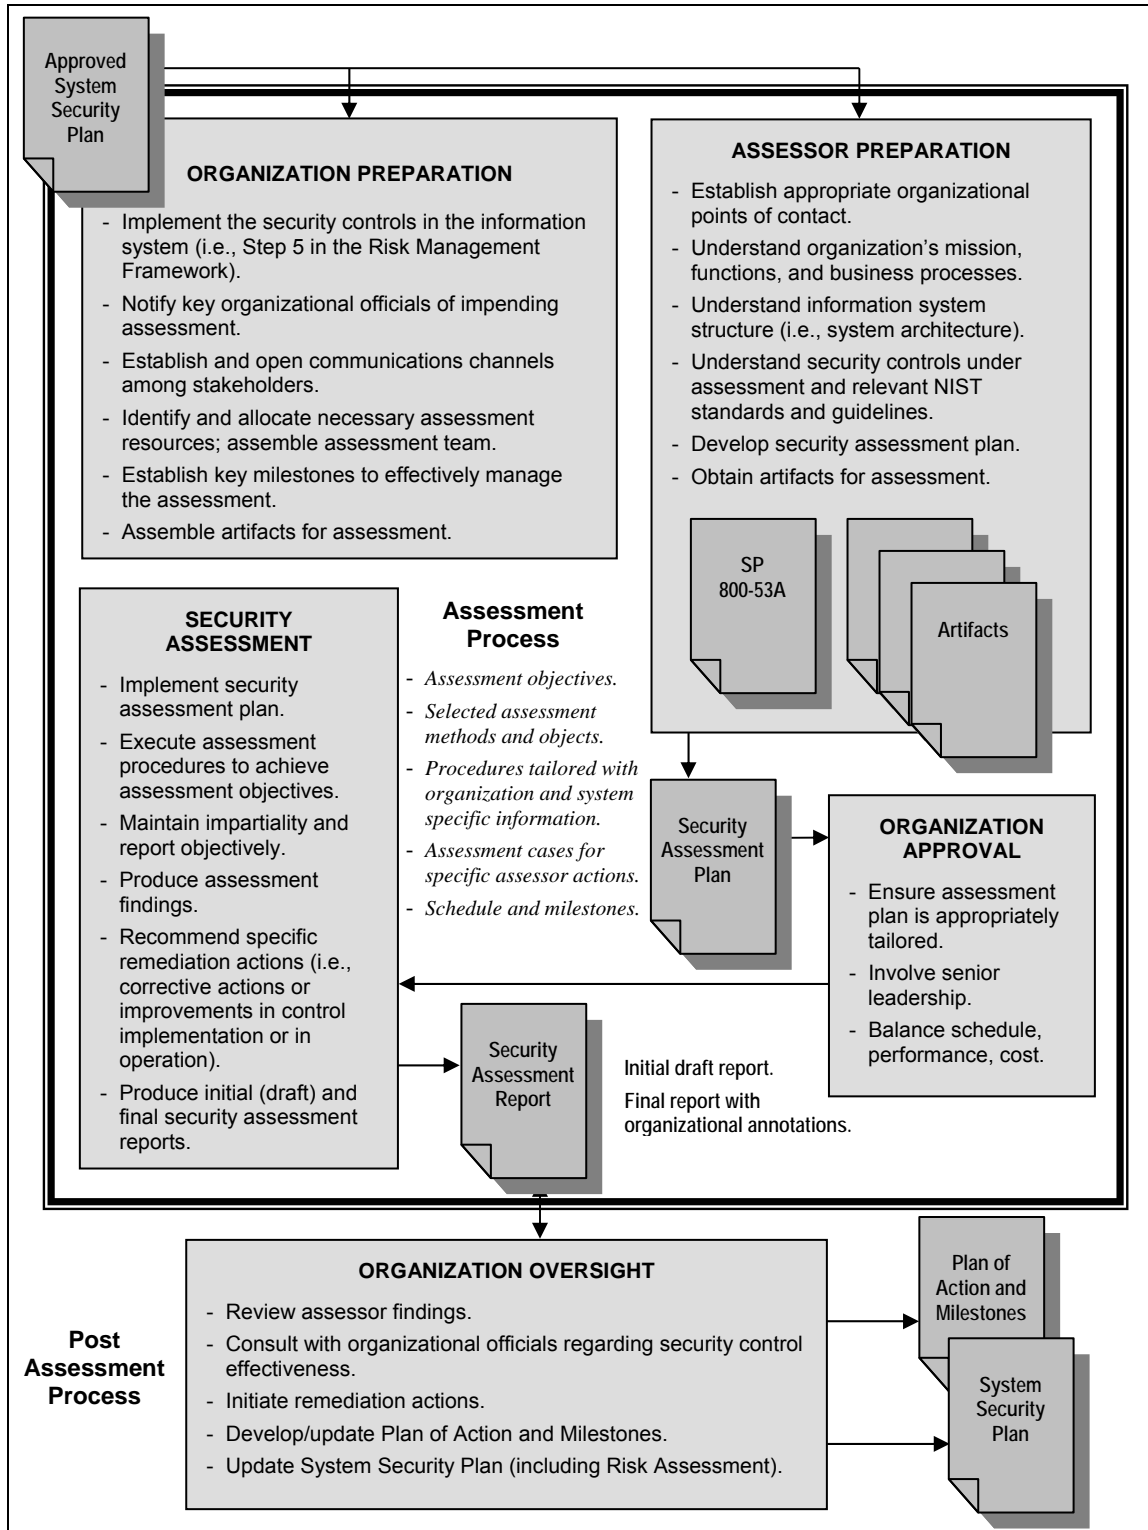 Approved
System
Security
Plan
ORGANIZATION PREPARATION
- Implement the security controls in the information
system (i.e., Step 5 in the Risk Management
Framework).
- Notify key organizational officials of impending
assessment.
- Establish and open communications channels
among stakeholders.
- Identify and allocate necessary assessment
resources; assemble assessment team.
- Establish key milestones to effectively manage
the assessment.
- Assemble artifacts for assessment.
ASSESSOR PREPARATION
- Establish appropriate organizational
points of contact.
- Understand organization’s mission,
functions, and business processes.
- Understand information system
structure (i.e., system architecture).
- Understand security controls under
assessment and relevant NIST
standards and guidelines.
- Develop security assessment plan.
- Obtain artifacts for assessment.
SP
800-53A
Artifacts
SECURITY
ASSESSMENT
- Implement security
assessment plan.
- Execute assessment
procedures to achieve
assessment objectives.
- Maintain impartiality and
report objectively.
- Produce assessment
findings.
- Recommend specific
remediation actions (i.e.,
corrective actions or
improvements in control
implementation or in
operation).
- Produce initial (draft) and
final security assessment
reports.
Assessment
Process
- Assessment objectives.
- Selected assessment
methods and objects.
- Procedures tailored with
organization and system
specific information.
- Assessment cases for
specific assessor actions.
- Schedule and milestones.
Security
Assessment
Plan
ORGANIZATION
APPROVAL
- Ensure assessment
plan is appropriately
tailored.
- Involve senior
leadership.
- Balance schedule,
performance, cost.
Security
Assessment
Report
Initial draft report.
Final report with
organizational annotations.
Post
Assessment
Process
ORGANIZATION OVERSIGHT
- Review assessor findings.
- Consult with organizational officials regarding security control
effectiveness.
- Initiate remediation actions.
- Develop/update Plan of Action and Milestones.
- Update System Security Plan (including Risk Assessment).
Plan of
Action and
Milestones
System
Security
Plan